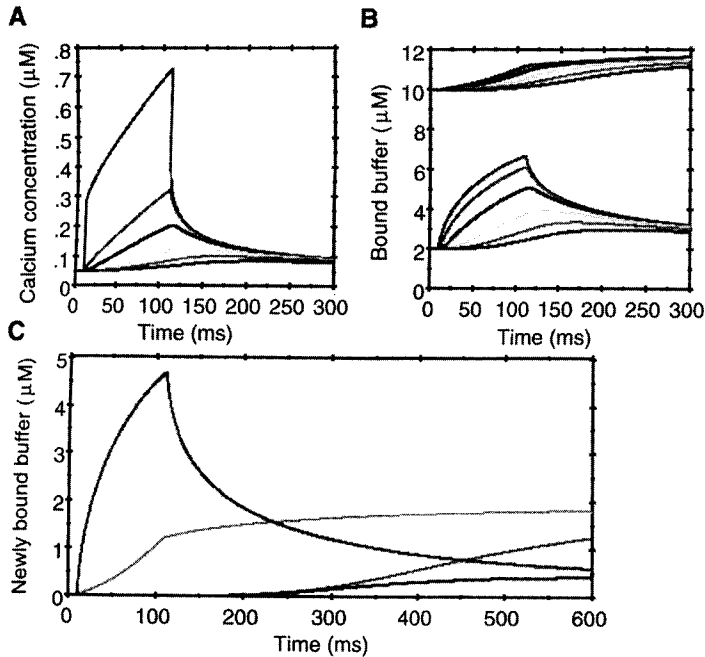 A
Calcium concentration (μM)
.8
.7
.6
.5
.4
.3
.2
.1
0
0 50 100 150 200 250 300
Time (ms)
B
Bound buffer (μM)
12
10
8
6
4
2
0
0 50 100 150 200 250 300
Time (ms)
C
Newly bound buffer (μM)
5
4
3
2
1
0
0 100 200 300 400 500 600
Time (ms)